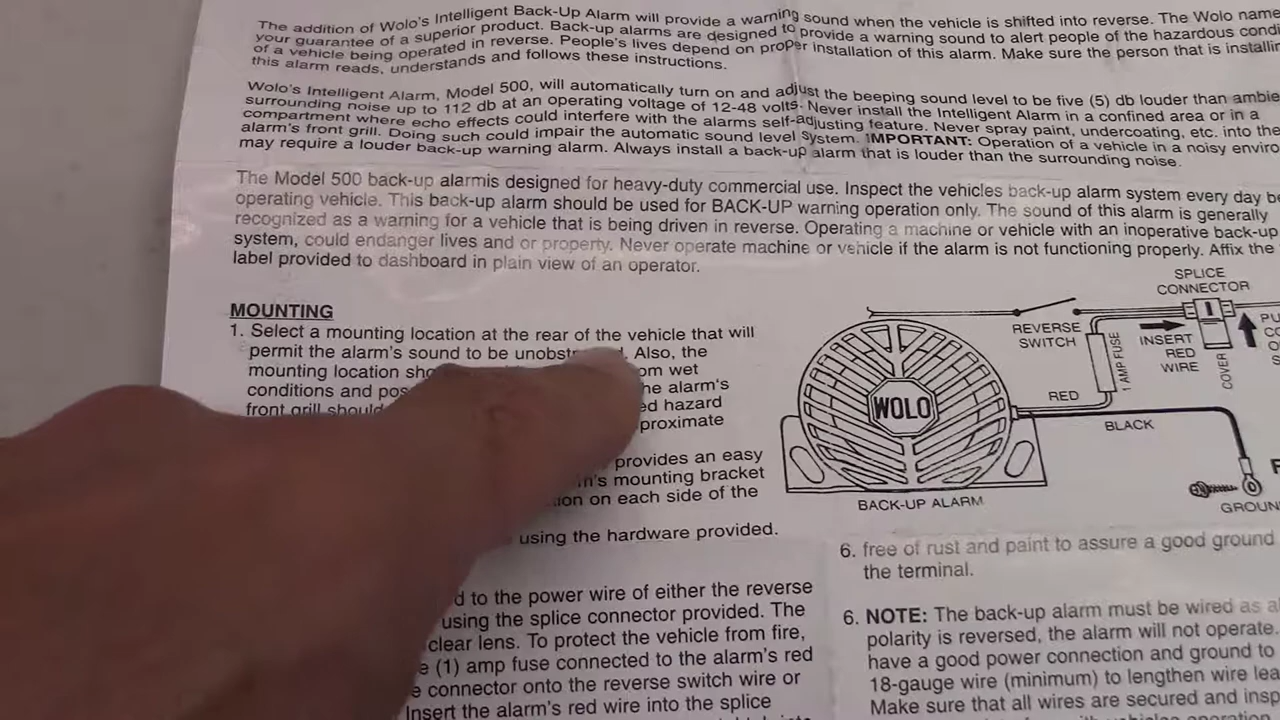 The addition of Wolo's Intelligent Back-Up Alarm will provide a warning sound when the vehicle is shifted into reverse. The Wolo name
your guarantee of a superior product. Back-up alarms are designed to provide a warning sound to alert people of the hazardous condi
of a vehicle being operated in reverse. People's lives depend on proper installation of this alarm. Make sure the person that is installin
this alarm reads, understands and follows these instructions.
Wolo's Intelligent Alarm, Model 500, will automatically turn on and adjust the beeping sound level to be five (5) db louder than ambie
surrounding noise up to 112 db at an operating voltage of 12-48 volts. Never install the Intelligent Alarm in a confined area or in a
compartment where echo effects could interfere with the alarms self-adjusting feature. Never spray paint, undercoating, etc. into the
alarm's front grill. Doing such could impair the automatic sound level system. IMPORTANT: Operation of a vehicle in a noisy enviro
may require a louder back-up warning alarm. Always install a back-up alarm that is louder than the surrounding noise.
The Model 500 back-up alarmis designed for heavy-duty commercial use. Inspect the vehicles back-up alarm system every day be
operating vehicle. This back-up alarm should be used for BACK-UP warning operation only. The sound of this alarm is generally
recognized as a warning for a vehicle that is being driven in reverse. Operating a machine or vehicle with an inoperative back-up
system, could endanger lives and or property. Never operate machine or vehicle if the alarm is not functioning properly. Affix the
label provided to dashboard in plain view of an operator.
MOUNTING
1. Select a mounting location at the rear of the vehicle that will
permit the alarm's sound to be Also, the
mounting location wet
conditions and alarm's
front grill should hazard
provides an easy
mounting bracket
on each side of the
using the hardware provided.
to the power wire of either the reverse
using the splice connector provided. The
clear lens. To protect the vehicle from fire,
(1) amp fuse connected to the alarm's red
connector onto the reverse switch wire or
Insert the alarm's red wire into the splice
SPLICE
CONNECTOR
REVERSE
SWITCH
INSERT
RED
WIRE
COVER
1 AMP FUSE
RED
BLACK
WOLO
BACK-UP ALARM
GROUN
6. free of rust and paint to assure a good ground
the terminal.
6. NOTE: The back-up alarm must be wired as
polarity is reversed, the alarm will not operate.
have a good power connection and ground to
18-gauge wire (minimum) to lengthen wire lea
Make sure that all wires are secured and insp